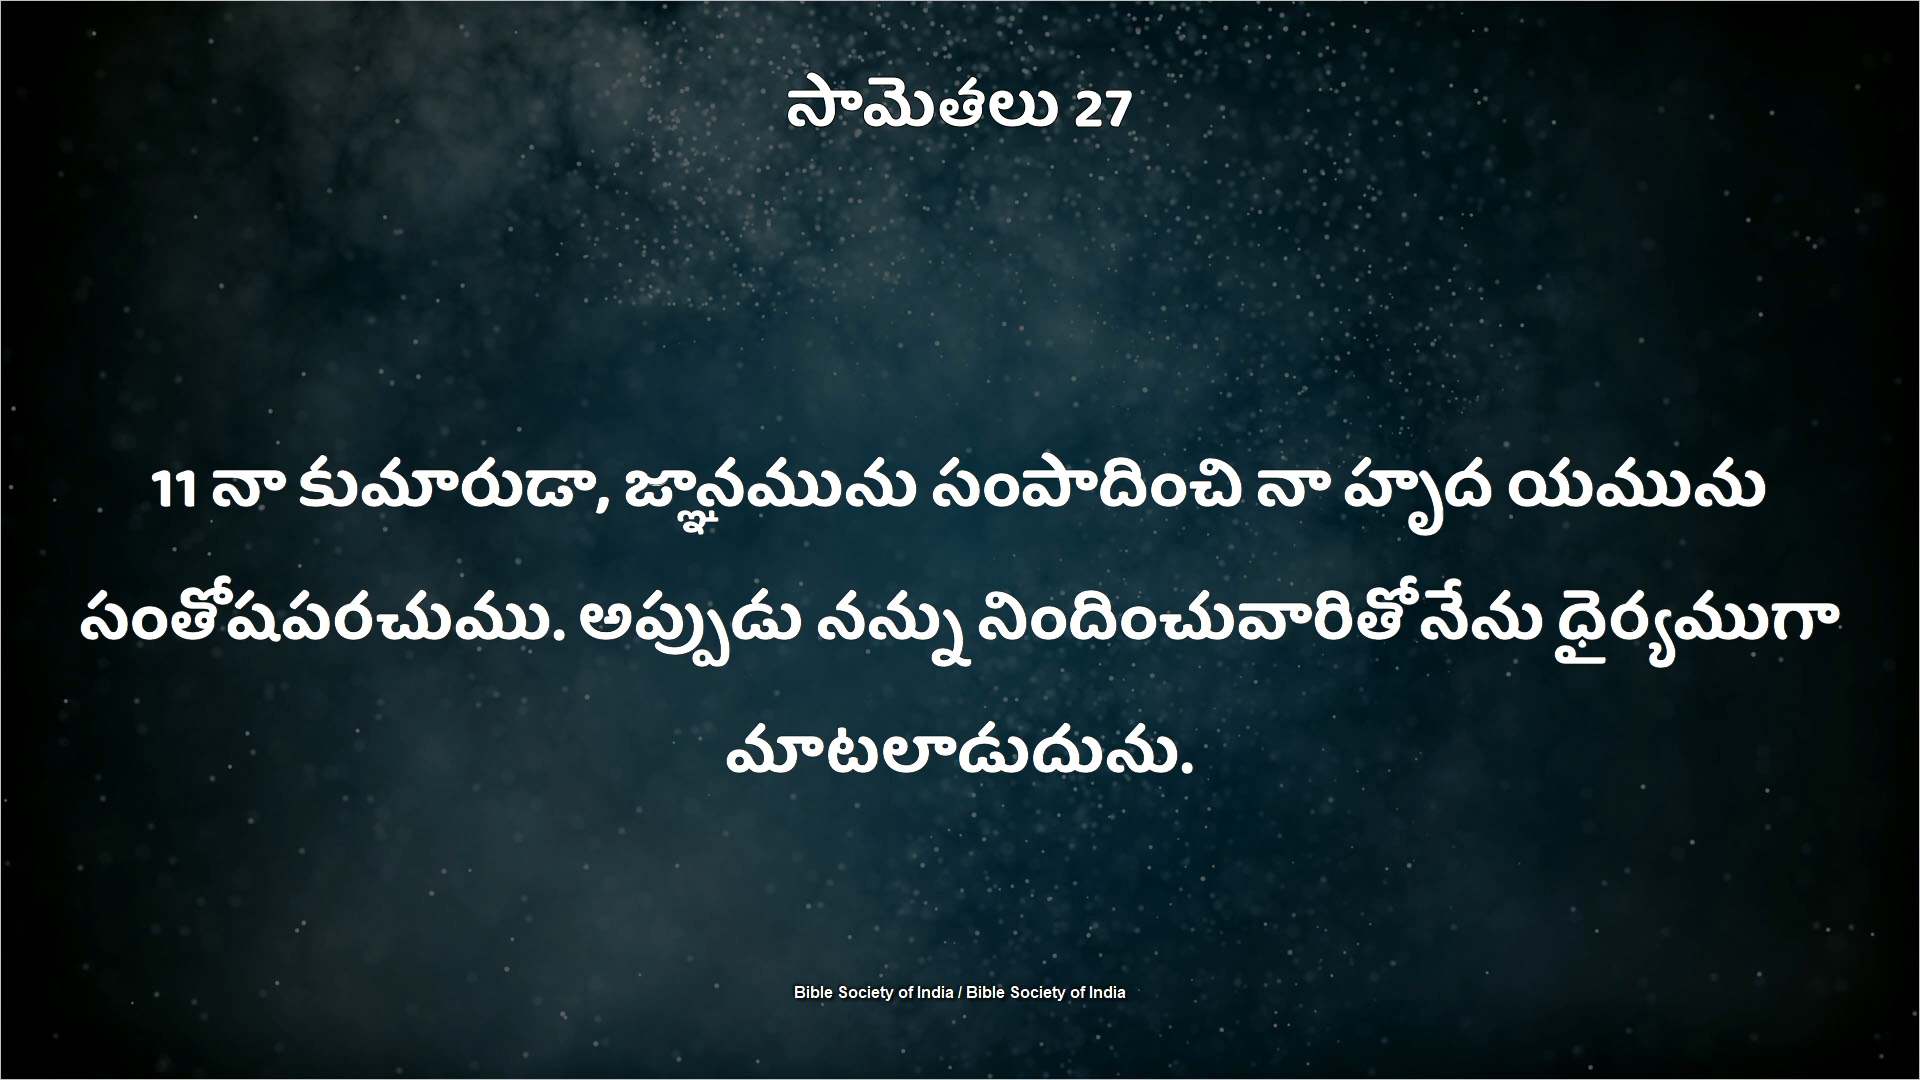 సామెతలు 27
11 నా కుమారుడా, జ్ఞానమును సంపాదించి నా హృద యమును
సంతోషపరచుము. అప్పుడు నన్ను నిందించువారితో నేను ధైర్యముగా
మాటలాడుదును.
Bible Society of India / Bible Society of India